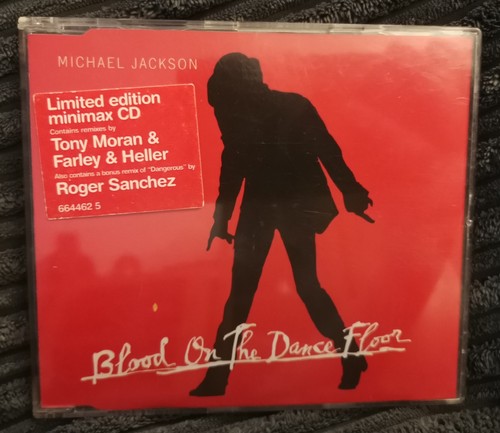 MICHAEL JACKSON
Limited edition
minimax CD
Contains remixes by
Tony Moran &
Farley & Heller
Also contains a bonus remix of "Dangerous" by
Roger Sanchez
664462 5
Blood On The Dance Floor